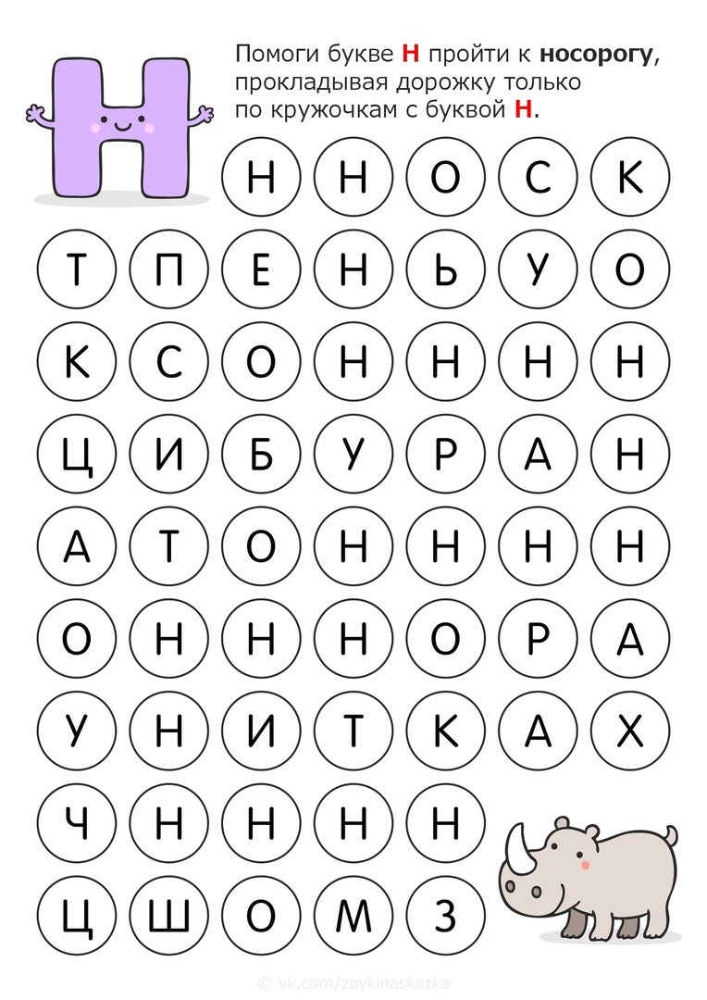 Помоги букве Н пройти к носорогу,
прокладывая дорожку только
по кружочкам с буквой Н.
Н
Н Н О С К
Т П Е Н Ь У О
К С О Н Н Н Н
Ц И Б У Р А Н
А Т О Н Н Н Н
О Н Н Н О Р А
У Н И Т К А Х
Ч Н Н Н Н
Ц Ш О М З
© vk.com/zaykinaskazka